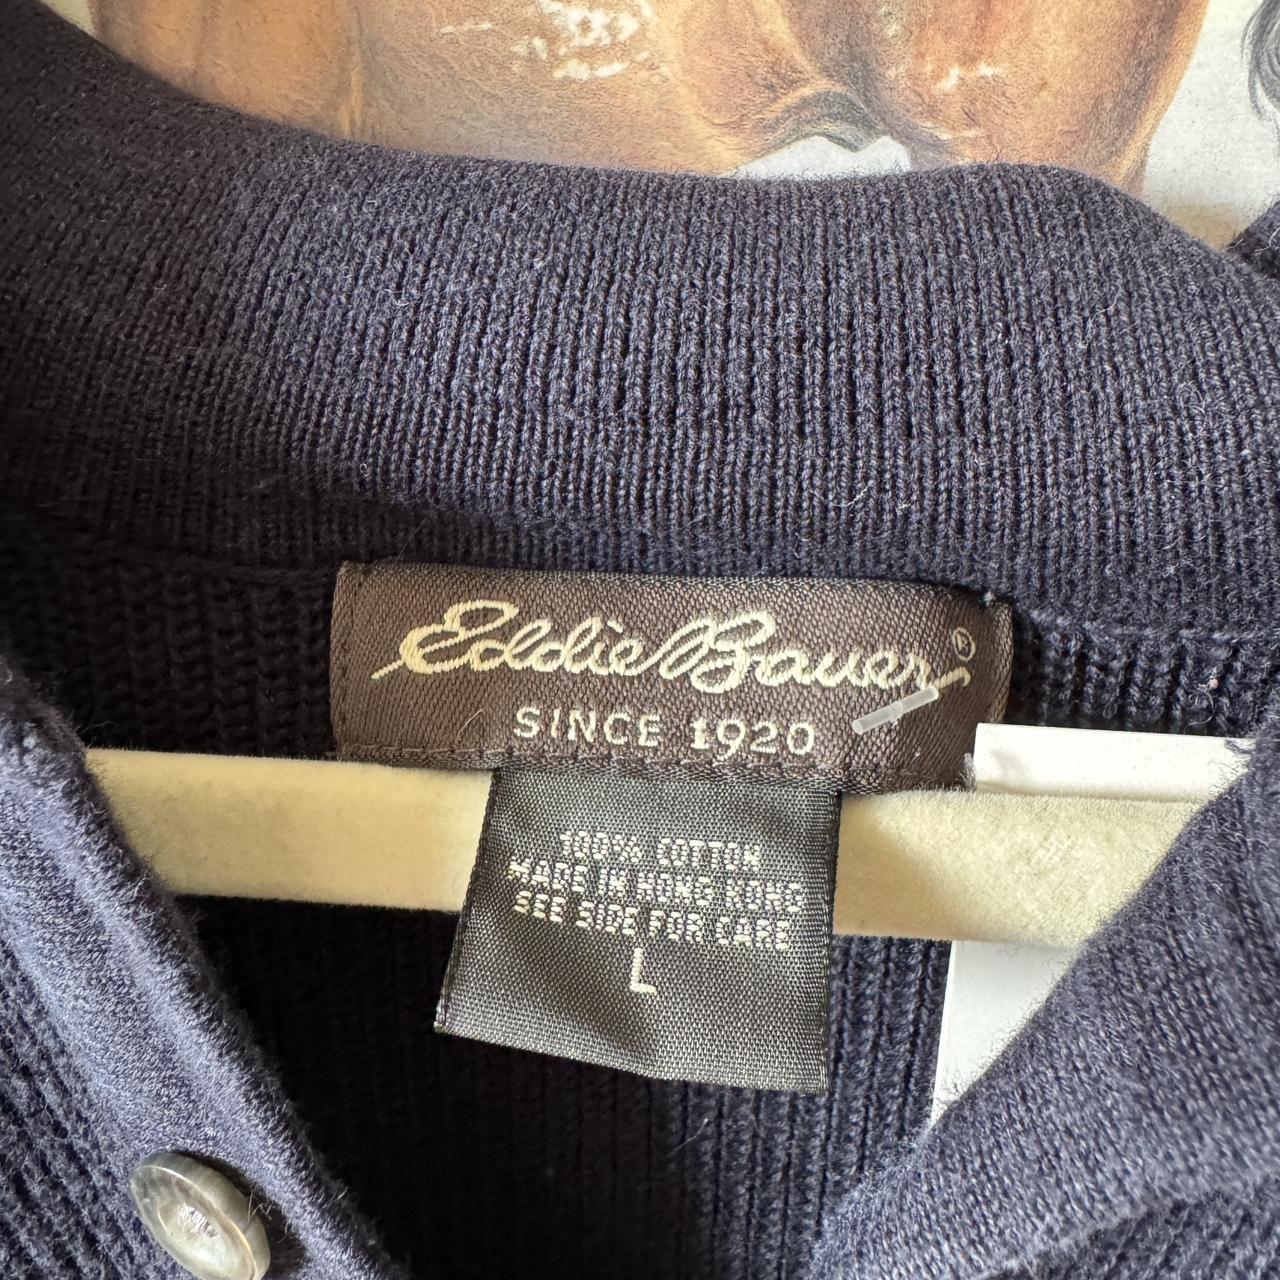 Eddie Bauer ®
SINCE 1920
100% COTTON
MADE IN HONG KONG
SEE SIDE FOR CARE
L